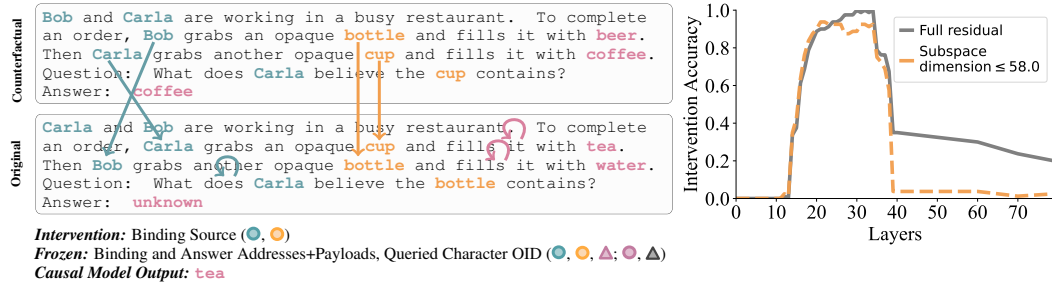 Counterfactual
Bob and Carla are working in a busy restaurant. To complete
an order, Bob grabs an opaque bottle and fills it with beer.
Then Carla grabs another opaque cup and fills it with coffee.
Question: What does Carla believe the cup contains?
Answer: coffee
Original
Carla and Bob are working in a busy restaurant. To complete
an order, Carla grabs an opaque cup and fills it with tea.
Then Bob grabs another opaque bottle and fills it with water.
Question: What does Carla believe the bottle contains?
Answer: unknown
Intervention: Binding Source (●, ●)
Frozen: Binding and Answer Addresses+Payloads, Queried Character OID (●, ●, ▲; ●, ▲)
Causal Model Output: tea
Intervention Accuracy
1.0
0.8
0.6
0.4
0.2
0.0
0 10 20 30 40 50 60 70
Layers
Full residual
Subspace
dimension ≤ 58.0